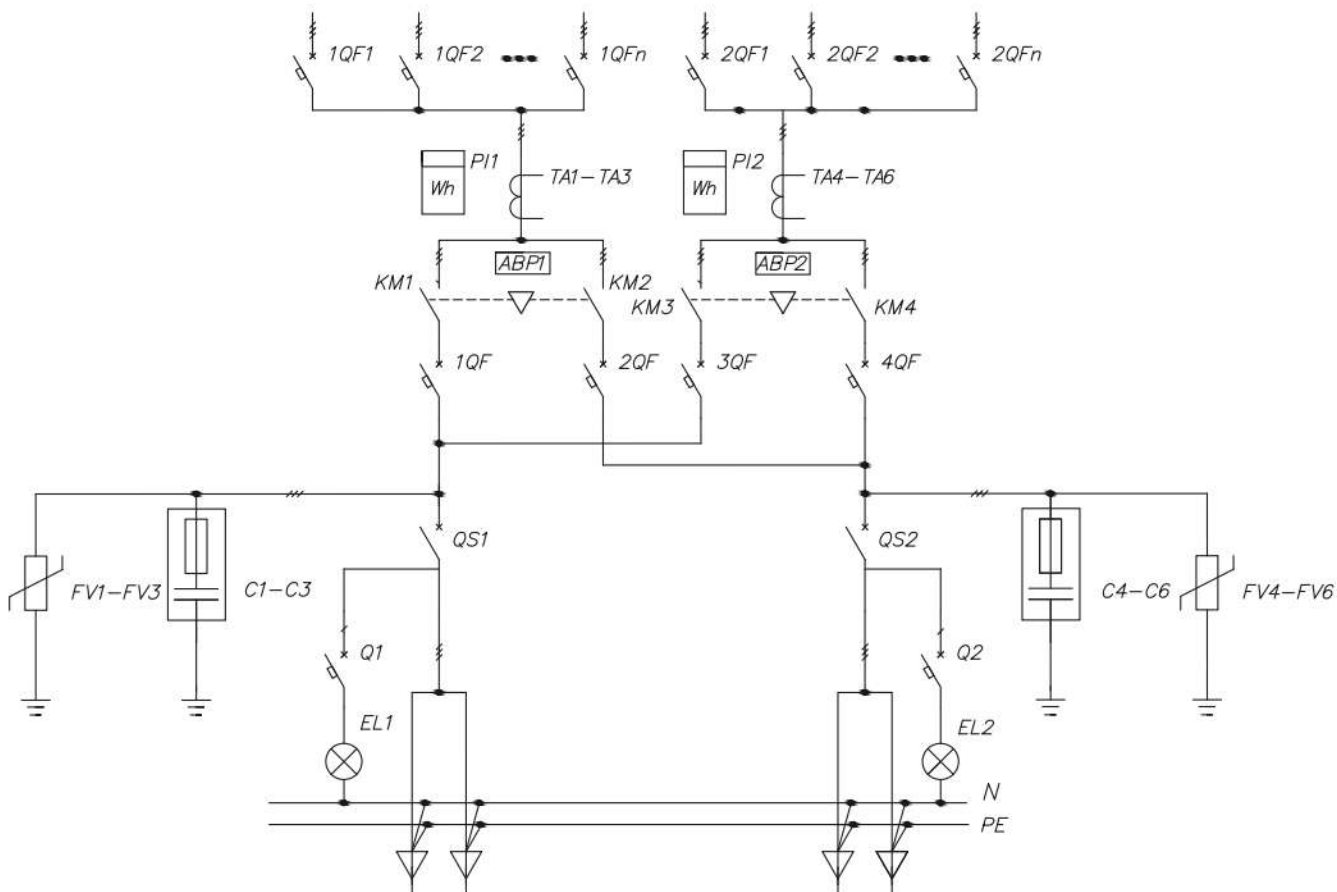 1QF1 1QF2 1QFn 2QF1 2QF2 2QFn
PI1 TA1-TA3 PI2 TA4-TA6
Wh Wh
АВР1 АВР2
KM1 KM2 KM3 KM4
1QF 2QF 3QF 4QF
QS1 QS2
FV1-FV3 C1-C3 C4-C6 FV4-FV6
Q1 Q2
EL1 EL2
N
PE